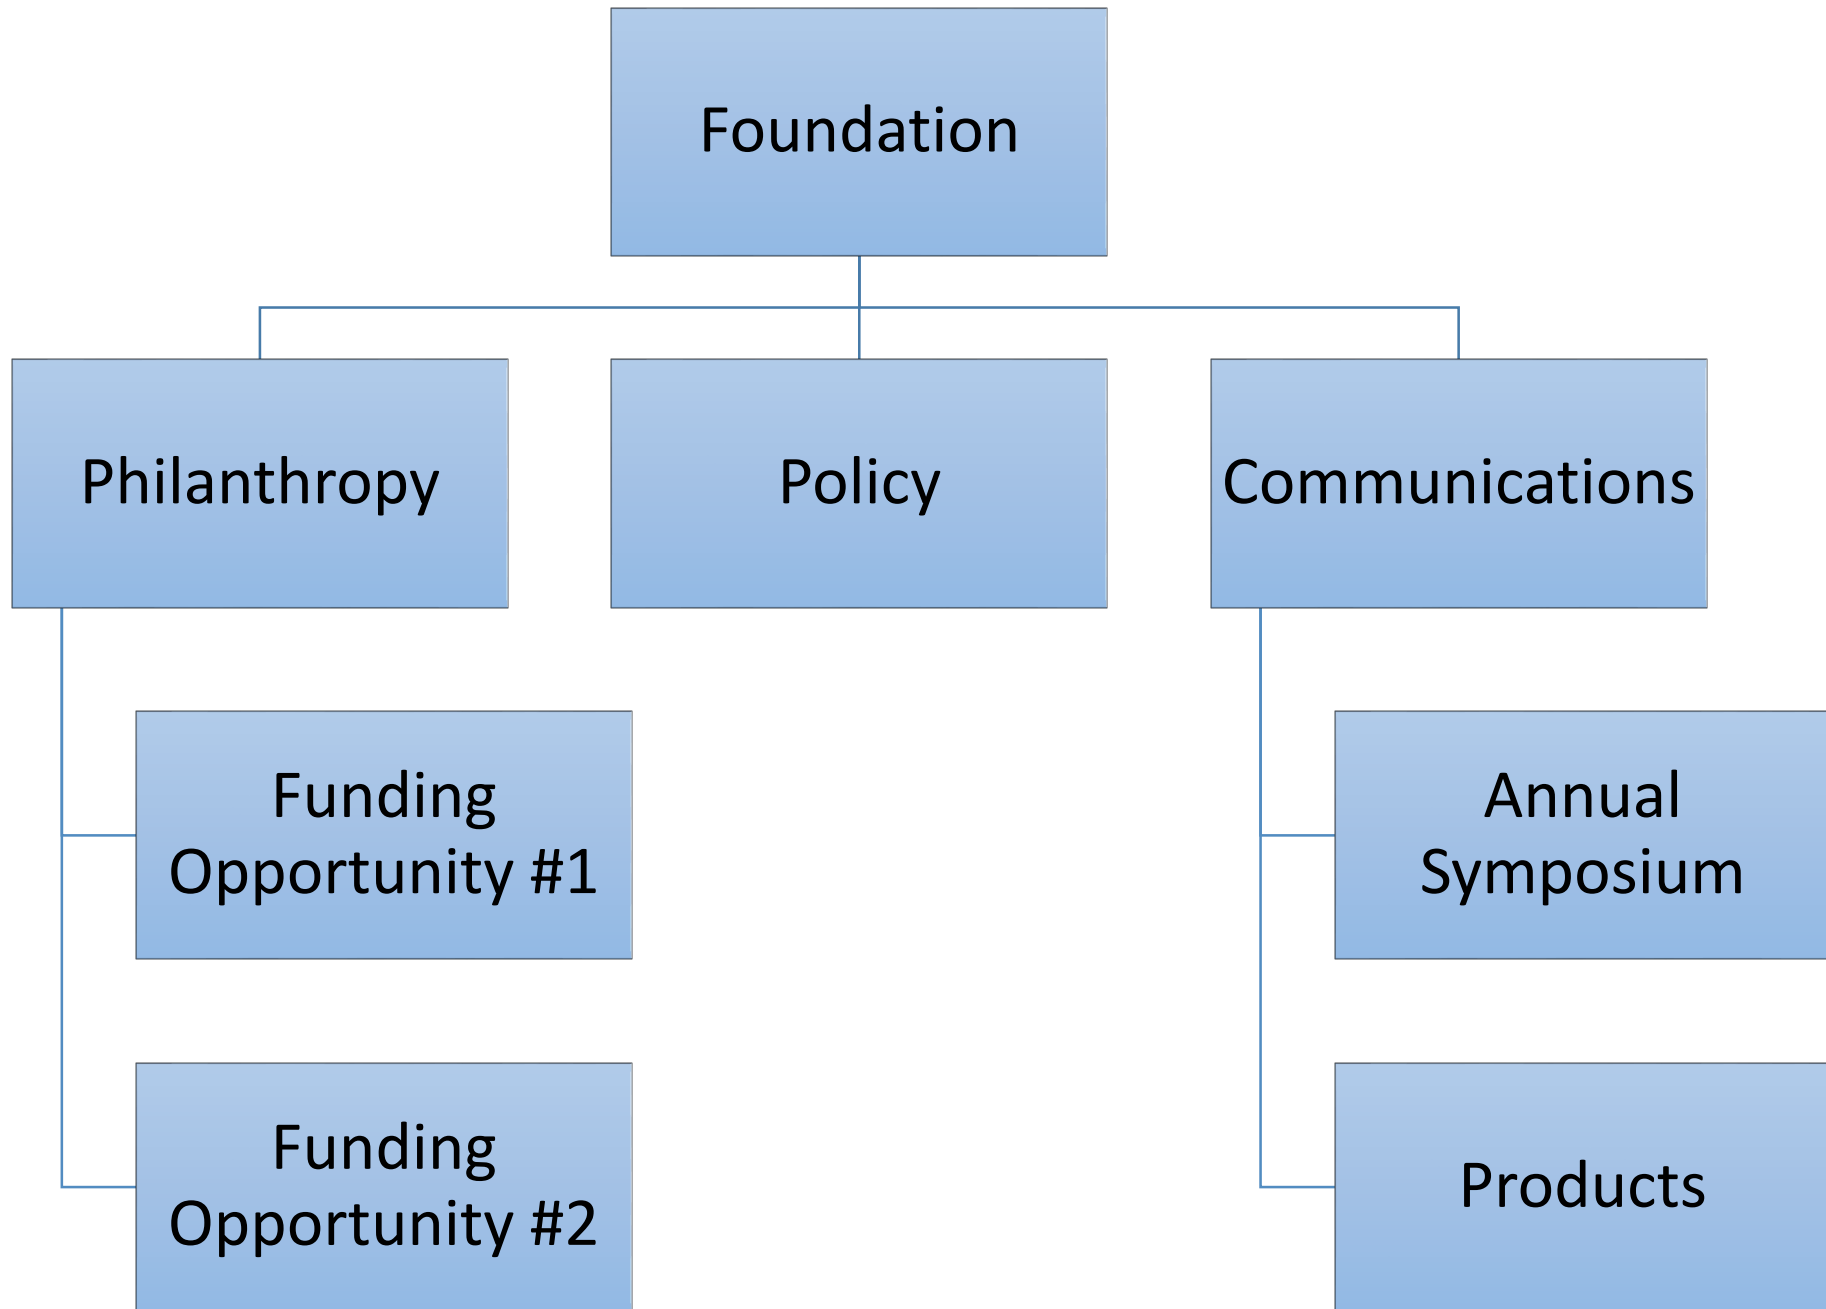 Foundation
Philanthropy
Policy
Communications
Funding
Opportunity #1
Annual
Symposium
Funding
Opportunity #2
Products